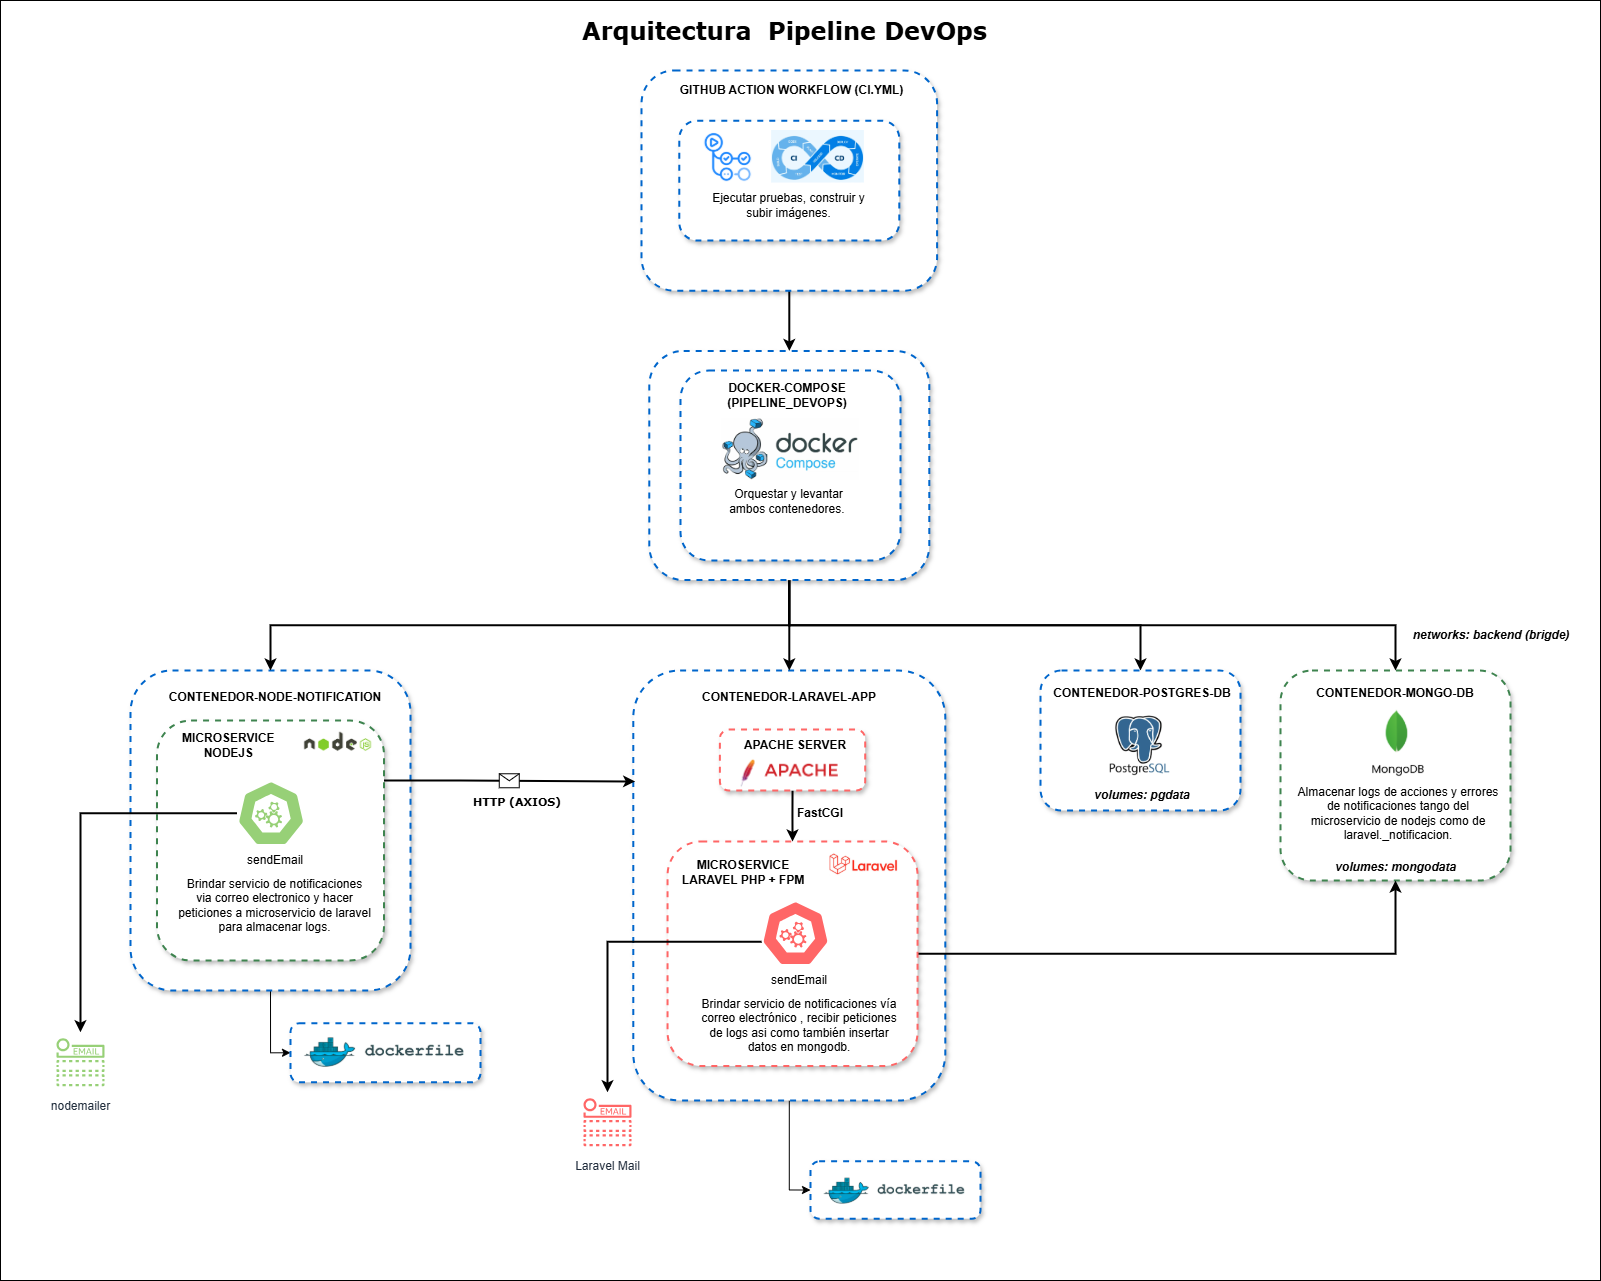 Arquitectura  Pipeline DevOps
GITHUB ACTION WORKFLOW (CI.YML)
CI
CD
Ejecutar pruebas, construir y
subir imágenes.
DOCKER-COMPOSE
(PIPELINE_DEVOPS)
docker
Compose
Orquestar y levantar
ambos contenedores.
networks: backend (brigde)
CONTENEDOR-NODE-NOTIFICATION
MICROSERVICE
NODEJS
node
JS
sendEmail
Brindar servicio de notificaciones
via correo electronico y hacer
peticiones a microservicio de laravel
para almacenar logs.
HTTP (AXIOS)
EMAIL
nodemailer
dockerfile
CONTENEDOR-LARAVEL-APP
APACHE SERVER
APACHE
FastCGI
MICROSERVICE
LARAVEL PHP + FPM
Laravel
sendEmail
Brindar servicio de notificaciones vía
correo electrónico , recibir peticiones
de logs asi como también insertar
datos en mongodb.
EMAIL
Laravel Mail
dockerfile
CONTENEDOR-POSTGRES-DB
PostgreSQL
volumes: pgdata
CONTENEDOR-MONGO-DB
MongoDB
Almacenar logs de acciones y errores
de notificaciones tango del
microservicio de nodejs como de
laravel._notificacion.
volumes: mongodata